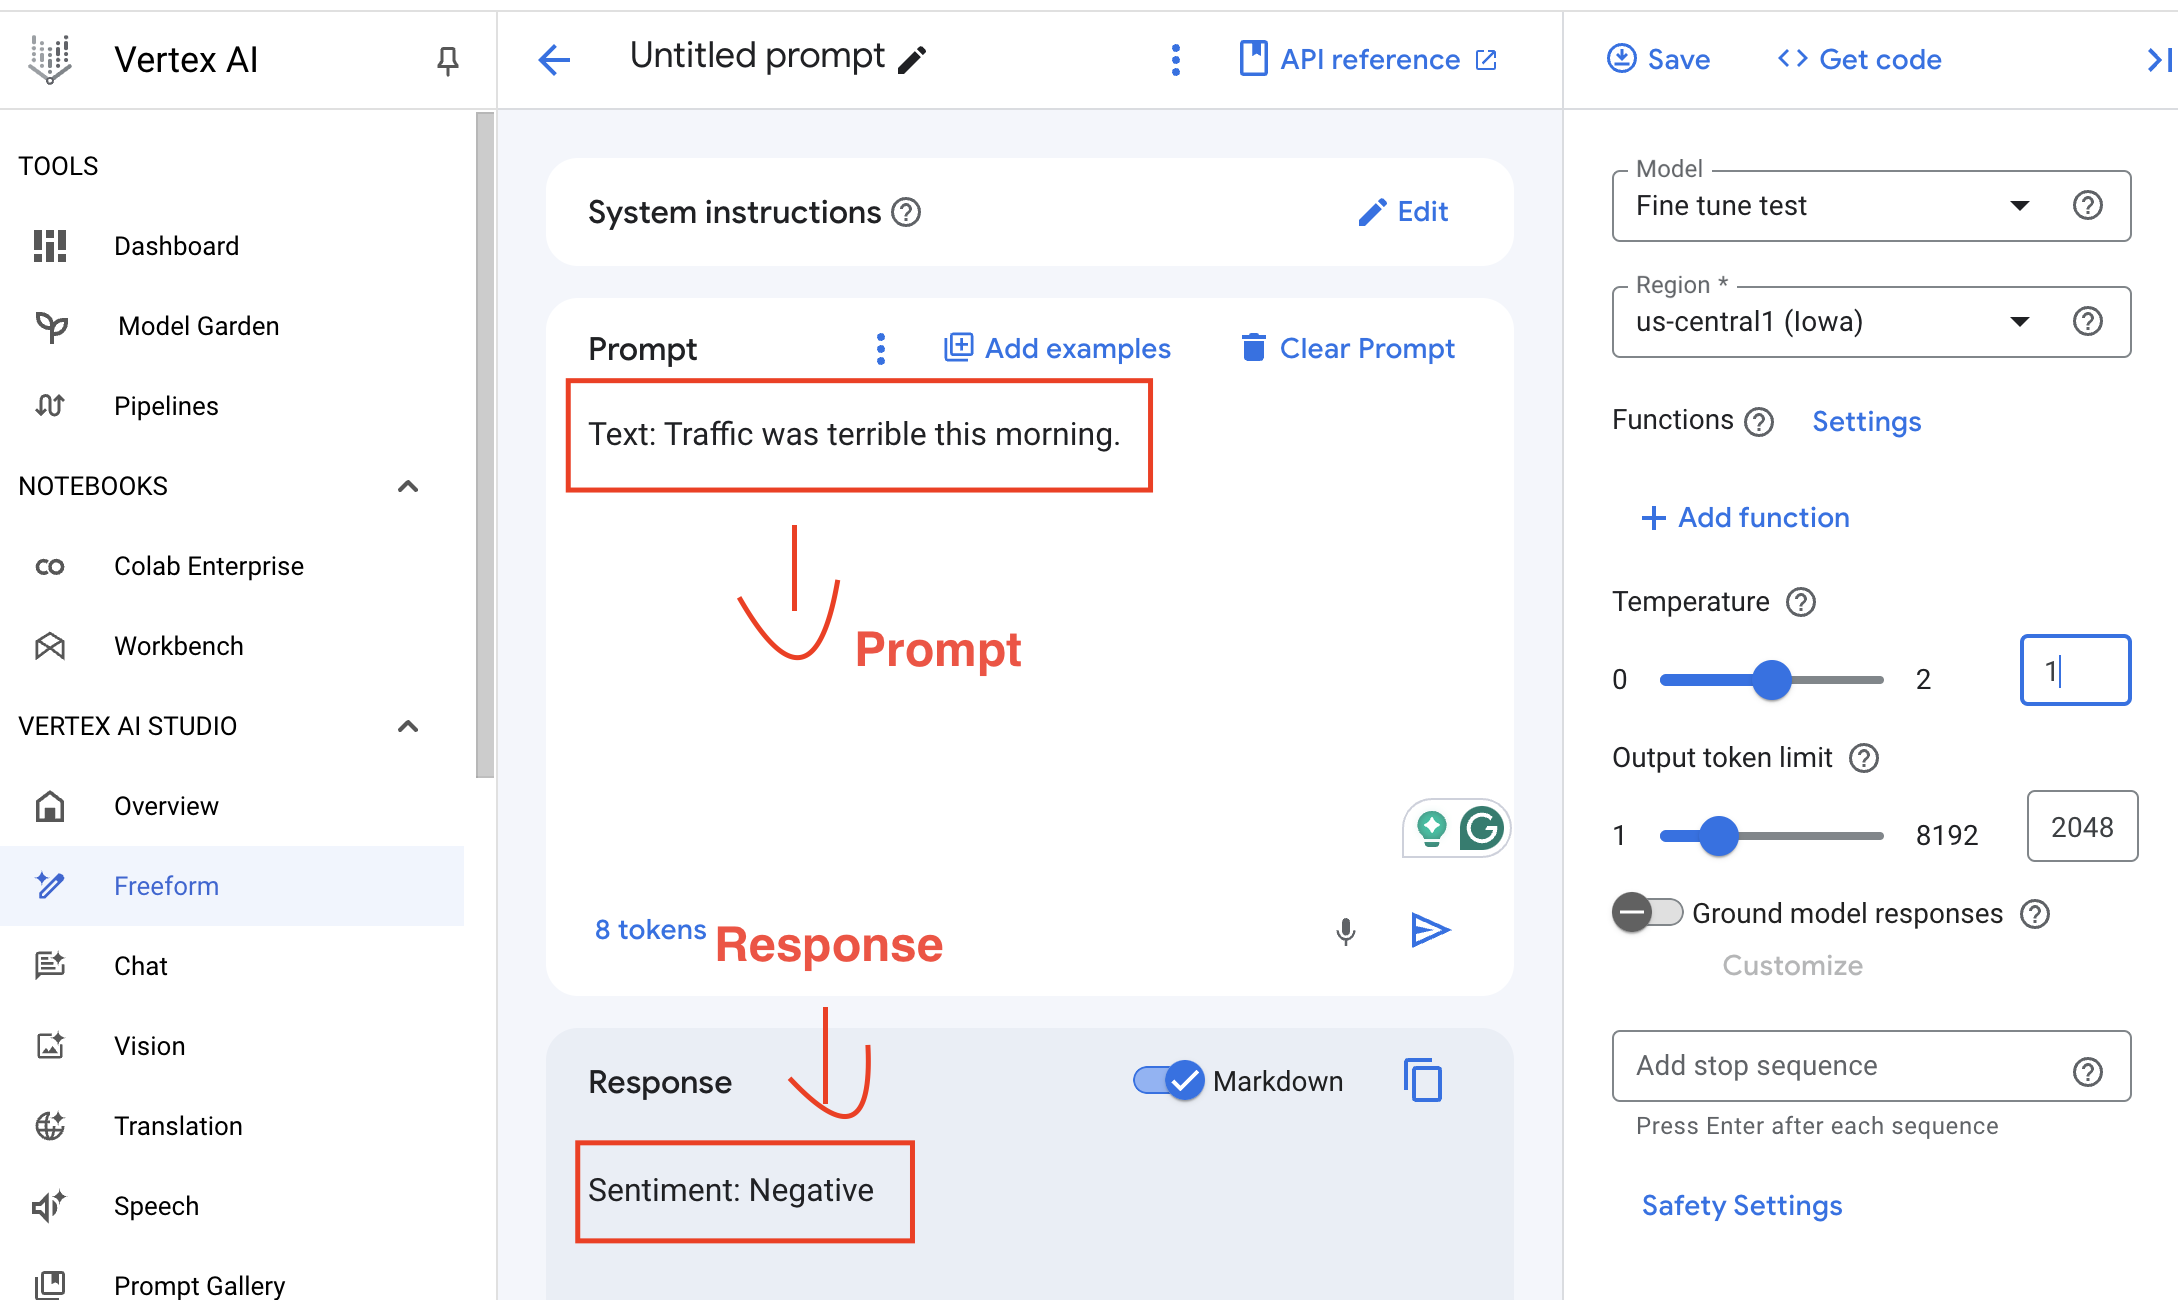 Vertex AI
TOOLS
Dashboard
Model Garden
Pipelines
NOTEBOOKS
Colab Enterprise
Workbench
VERTEX AI STUDIO
Overview
Freeform
Chat
Vision
Translation
Speech
Prompt Gallery
Untitled prompt
API reference
System instructions
Edit
Prompt
Add examples
Clear Prompt
Text: Traffic was terrible this morning.
Prompt
8 tokens
Response
Response
Markdown
Sentiment: Negative
Save
Get code
Model
Fine tune test
Region *
us-central1 (Iowa)
Functions
Settings
Add function
Temperature
0
2
1
Output token limit
1
8192
2048
Ground model responses
Customize
Add stop sequence
Press Enter after each sequence
Safety Settings